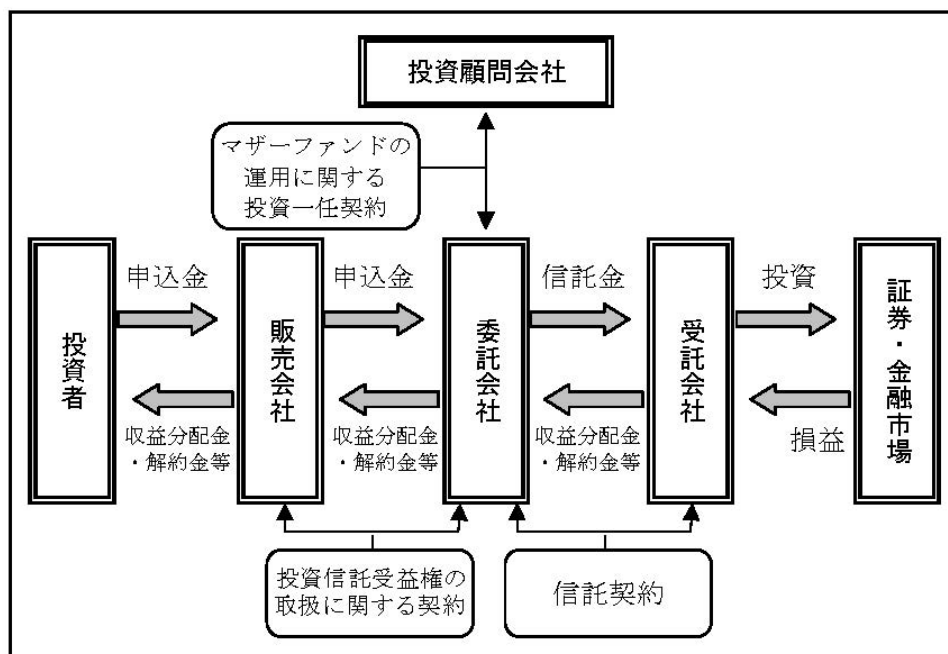 投資顧問会社
マザーファンドの
運用に関する
投資一任契約
投資者
申込金
収益分配金
・解約金等
販売会社
申込金
収益分配金
・解約金等
委託会社
信託金
収益分配金
・解約金等
受託会社
投資
損益
証券・金融市場
投資信託受益権の
取扱に関する契約
信託契約